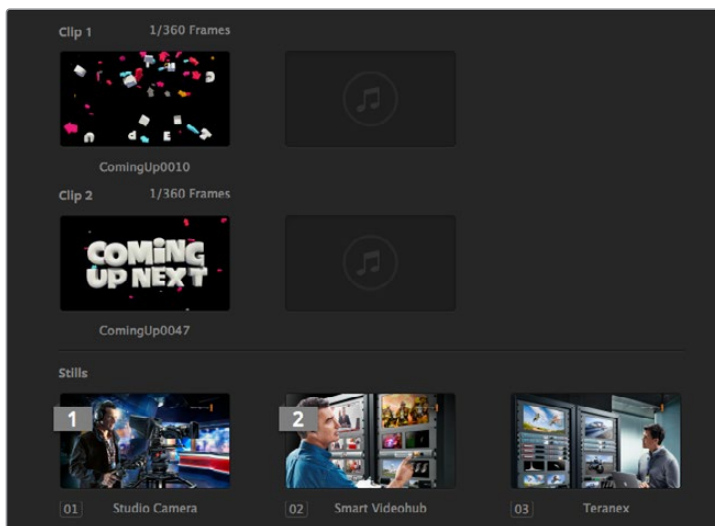 Clip 1 1/360 Frames
ComingUp0010
Clip 2 1/360 Frames
COMiNG
UP NEXT
ComingUp0047
Stills
1 2
01 Studio Camera 02 Smart Videohub 03 Teranex